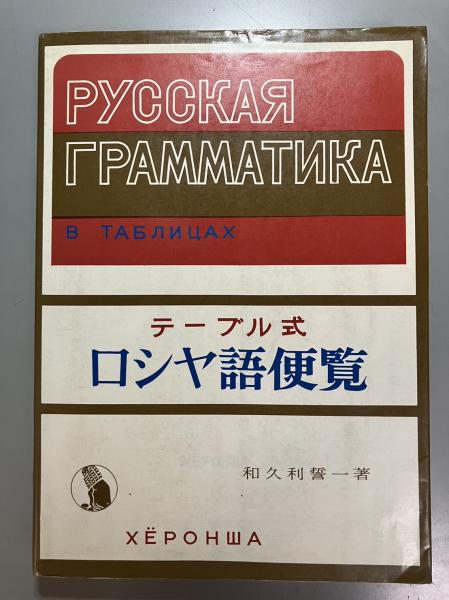 РУССКАЯ
ГРАММАТИКА
В ТАБЛИЦАХ
テーブル式
ロシヤ語便覧
和久利誓一著
ХЁРОНША